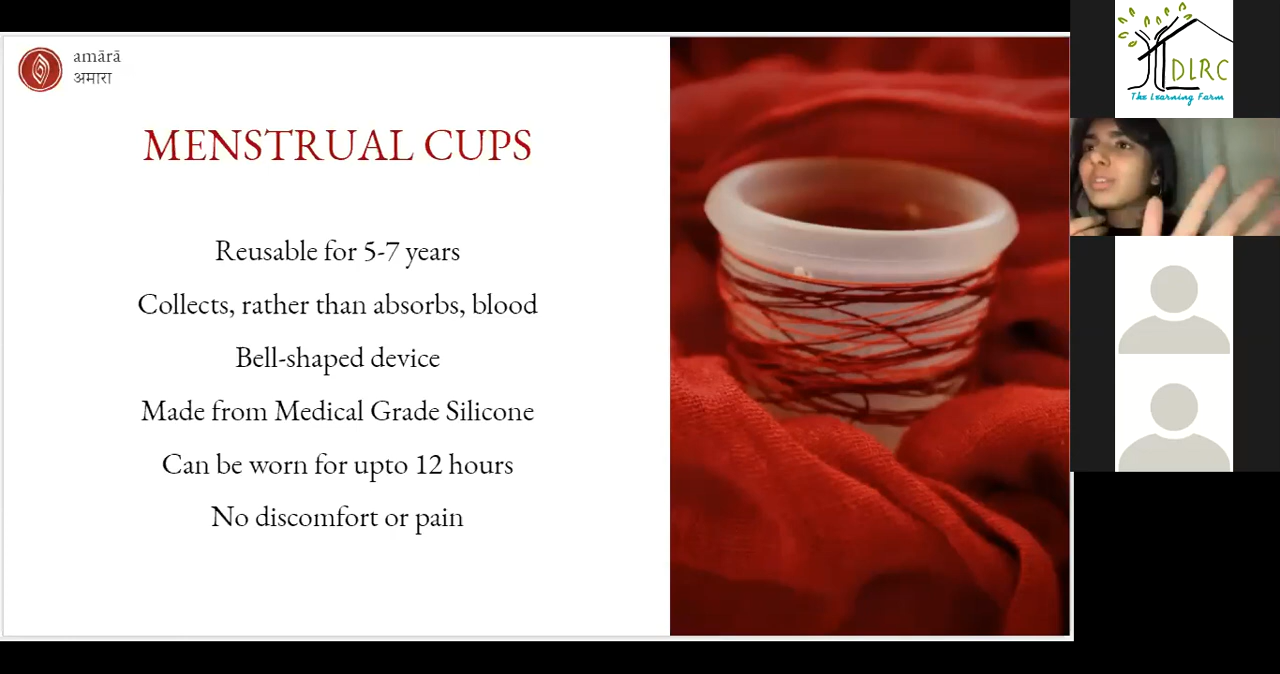 amārā
अमारा
MENSTRUAL CUPS
Reusable for 5-7 years
Collects, rather than absorbs, blood
Bell-shaped device
Made from Medical Grade Silicone
Can be worn for upto 12 hours
No discomfort or pain
DLRC
The Learning Farm